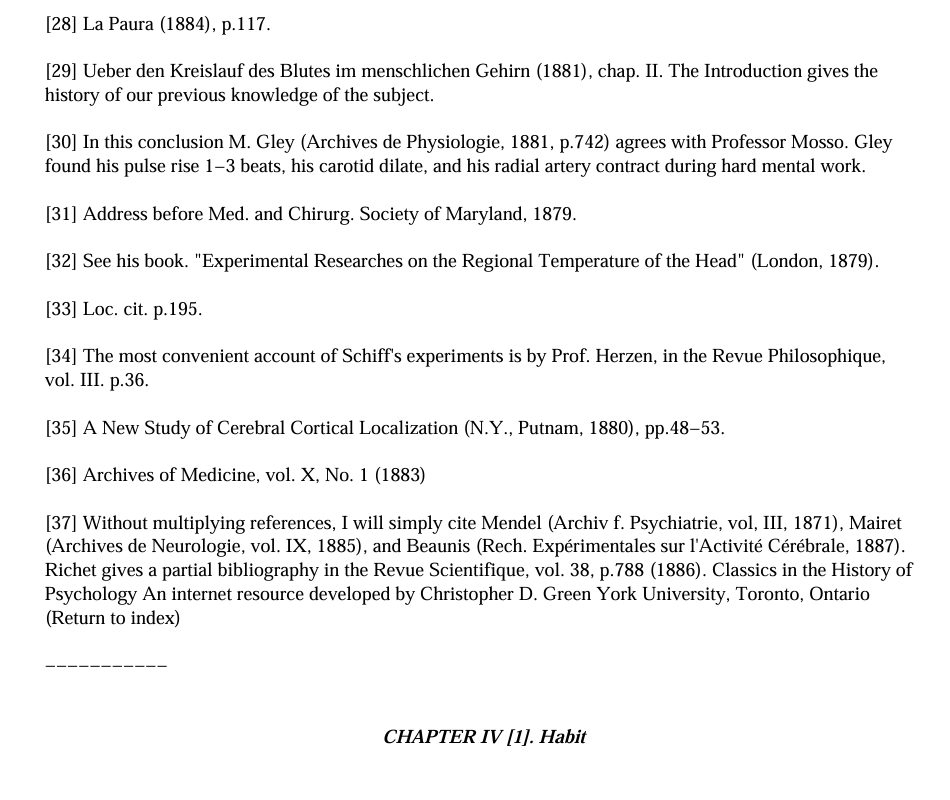 [28] La Paura (1884), p.117.
[29] Ueber den Kreislauf des Blutes im menschlichen Gehirn (1881), chap. II. The Introduction gives the
history of our previous knowledge of the subject.
[30] In this conclusion M. Gley (Archives de Physiologie, 1881, p.742) agrees with Professor Mosso. Gley
found his pulse rise 1−3 beats, his carotid dilate, and his radial artery contract during hard mental work.
[31] Address before Med. and Chirurg. Society of Maryland, 1879.
[32] See his book. "Experimental Researches on the Regional Temperature of the Head" (London, 1879).
[33] Loc. cit. p.195.
[34] The most convenient account of Schiff's experiments is by Prof. Herzen, in the Revue Philosophique,
vol. III. p.36.
[35] A New Study of Cerebral Cortical Localization (N.Y., Putnam, 1880), pp.48−53.
[36] Archives of Medicine, vol. X, No. 1 (1883)
[37] Without multiplying references, I will simply cite Mendel (Archiv f. Psychiatrie, vol, III, 1871), Mairet
(Archives de Neurologie, vol. IX, 1885), and Beaunis (Rech. Expérimentales sur l'Activité Cérébrale, 1887).
Richet gives a partial bibliography in the Revue Scientifique, vol. 38, p.788 (1886). Classics in the History of
Psychology An internet resource developed by Christopher D. Green York University, Toronto, Ontario
(Return to index)
−−−−−−−−−−−
CHAPTER IV [1]. Habit